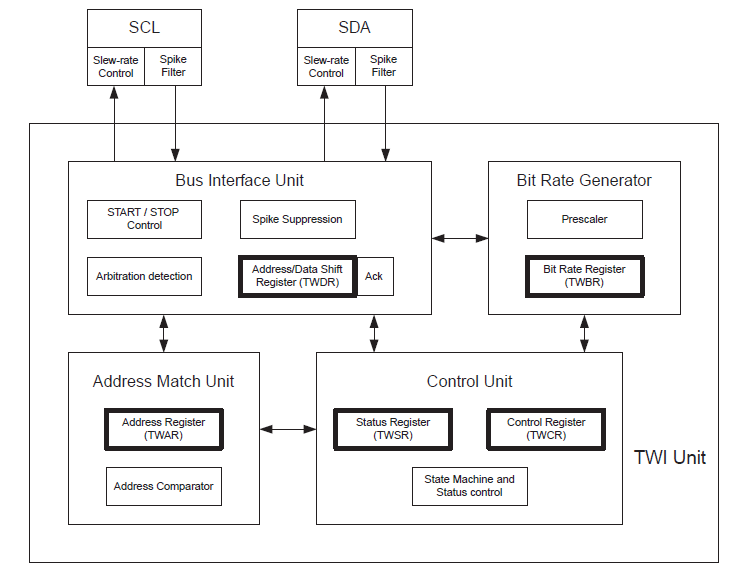 SCL
SDA
Slew-rate
Control
Spike
Filter
Slew-rate
Control
Spike
Filter
Bus Interface Unit
Bit Rate Generator
START / STOP
Control
Spike Suppression
Prescaler
Arbitration detection
Address/Data Shift
Register (TWDR)
Ack
Bit Rate Register
(TWBR)
Address Match Unit
Control Unit
Address Register
(TWAR)
Status Register
(TWSR)
Control Register
(TWCR)
TWI Unit
Address Comparator
State Machine and
Status control